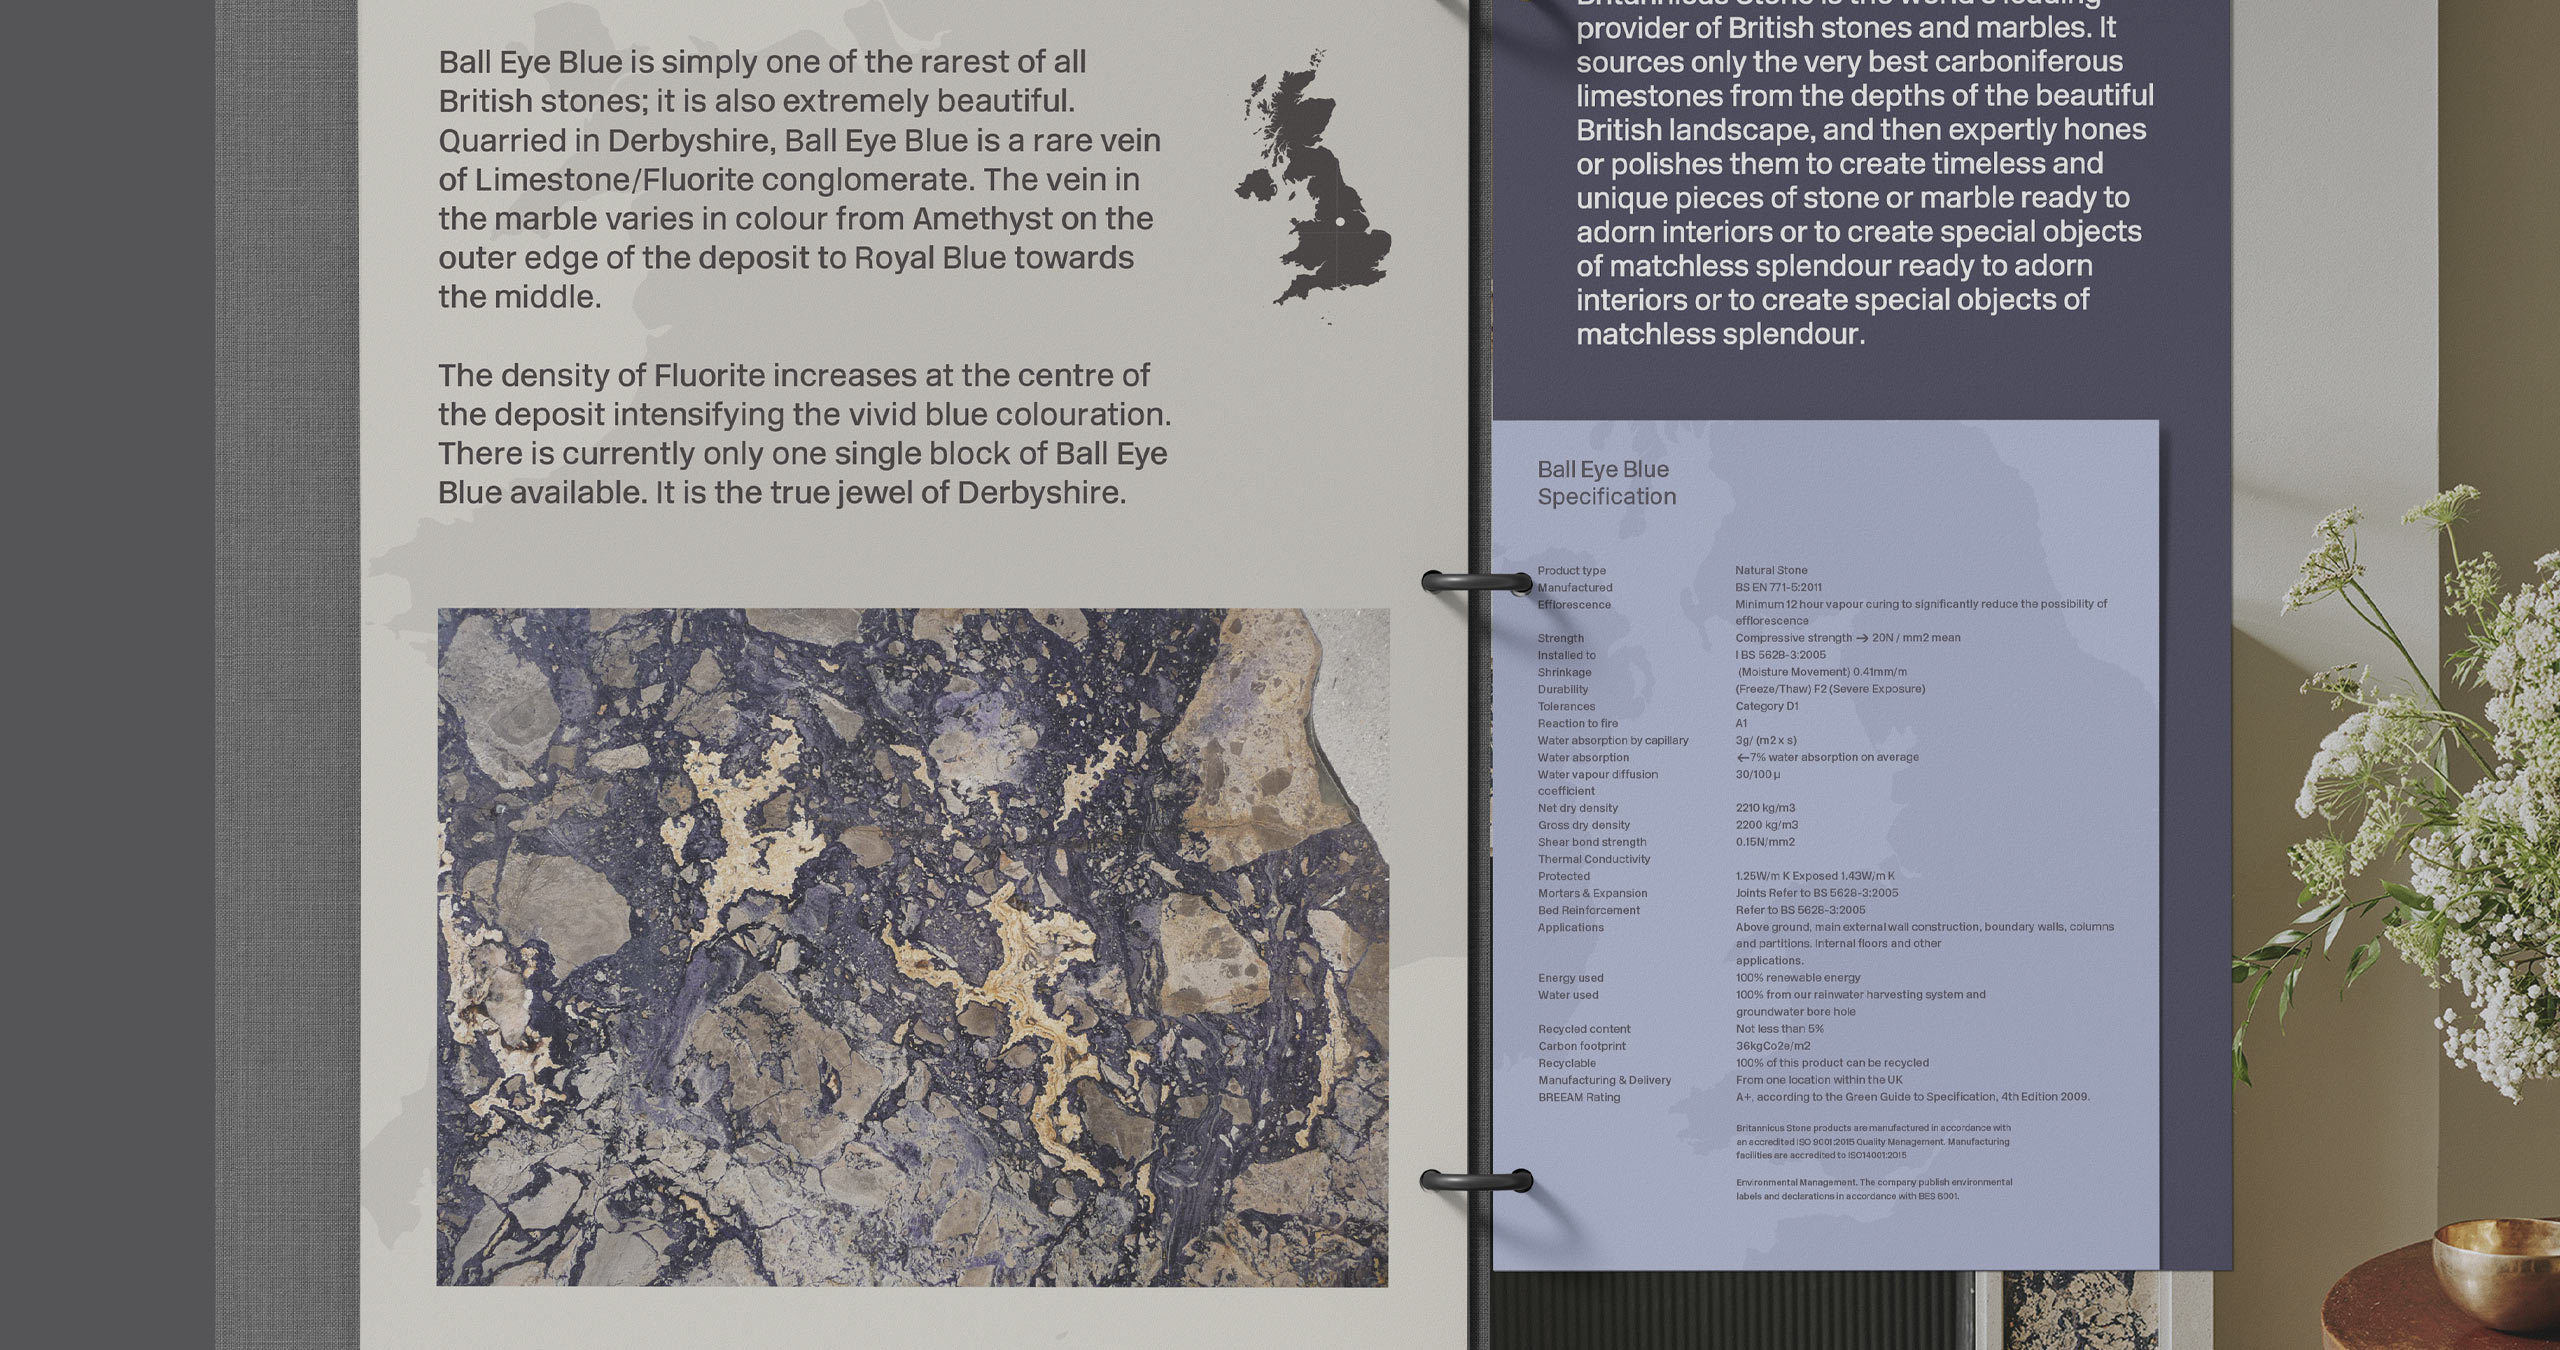 Ball Eye Blue is simply one of the rarest of all
British stones; it is also extremely beautiful.
Quarried in Derbyshire, Ball Eye Blue is a rare vein
of Limestone/Fluorite conglomerate. The vein in
the marble varies in colour from Amethyst on the
outer edge of the deposit to Royal Blue towards
the middle.
The density of Fluorite increases at the centre of
the deposit intensifying the vivid blue colouration.
There is currently only one single block of Ball Eye
Blue available. It is the true jewel of Derbyshire.
Britannicus Stone is the world's leading
provider of British stones and marbles. It
sources only the very best carboniferous
limestones from the depths of the beautiful
British landscape, and then expertly hones
or polishes them to create timeless and
unique pieces of stone or marble ready to
adorn interiors or to create special objects
of matchless splendour ready to adorn
interiors or to create special objects of
matchless splendour.
Ball Eye Blue
Specification
Product type Natural Stone
Manufactured BS EN 771-5:2011
Efflorescence Minimum 12 hour vapour curing to significantly reduce the possibility of
efflorescence
Strength Compressive strength → 20N / mm2 mean
Installed to I BS 5628-3:2005
Shrinkage (Moisture Movement) 0.41mm/m
Durability (Freeze/Thaw) F2 (Severe Exposure)
Tolerances Category D1
Reaction to fire A1
Water absorption by capillary 3g/ (m2 x s)
Water absorption ←7% water absorption on average
Water vapour diffusion 30/100 µ
coefficient
Net dry density 2210 kg/m3
Gross dry density 2200 kg/m3
Shear bond strength 0.15N/mm2
Thermal Conductivity
Protected 1.25W/m K Exposed 1.43W/m K
Morters & Expansion Joints Refer to BS 5628-3:2005
Bed Reinforcement Refer to BS 5628-3:2005
Applications Above ground, main external wall construction, boundary walls, columns
and partitions. Internal floors and other
applications.
Energy used 100% renewable energy
Water used 100% from our rainwater harvesting system and
groundwater bore hole
Recycled content Not less than 5%
Carbon footprint 36kgCo2e/m2
Recyclable 100% of this product can be recycled
Manufacturing & Delivery From one location within the UK
BREEAM Rating A+, according to the Green Guide to Specification, 4th Edition 2009.
Britannicus Stone products are manufactured in accordance with
an accredited ISO 9001:2015 Quality Management. Manufacturing
facilities are accredited to ISO14001:2015
Environmental Management. The company publish environmental
labels and declerations in accordance with BES 6001.